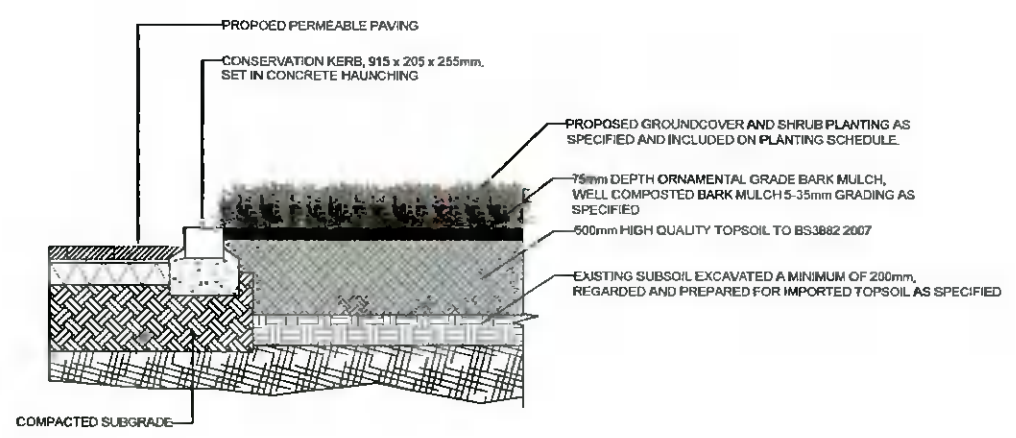 PROPOED PERMEABLE PAVING
CONSERVATION KERB, 915 x 205 x 255mm,
SET IN CONCRETE HAUNCHING
PROPOSED GROUNDCOVER AND SHRUB PLANTING AS
SPECIFIED AND INCLUDED ON PLANTING SCHEDULE.
75mm DEPTH ORNAMENTAL GRADE BARK MULCH,
WELL COMPOSTED BARK MULCH 5-35mm GRADING AS
SPECIFIED
500mm HIGH QUALITY TOPSOIL TO BS3882 2007
EXISTING SUBSOIL EXCAVATED A MINIMUM OF 200mm,
REGARDED AND PREPARED FOR IMPORTED TOPSOIL AS SPECIFIED
COMPACTED SUBGRADE